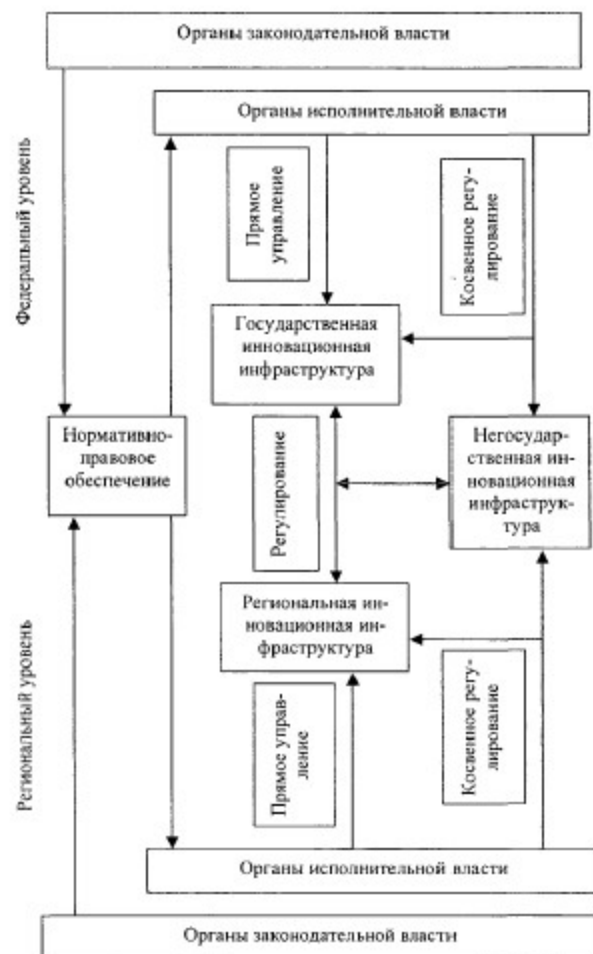 Органы законодательной власти
Органы исполнительной власти
Федеральный уровень
Прямое
управление
Косвенное регу-
лирование
Государственная
инновационная
инфраструктура
Нормативно-
правовое
обеспечение
Регулирование
Негосудар-
ственная ин-
новационная
инфраструк-
тура
Региональная ин-
новационная ин-
фраструктура
Региональный уровень
Прямое управ-
ление
Косвенное регу-
лирование
Органы исполнительной власти
Органы законодательной власти